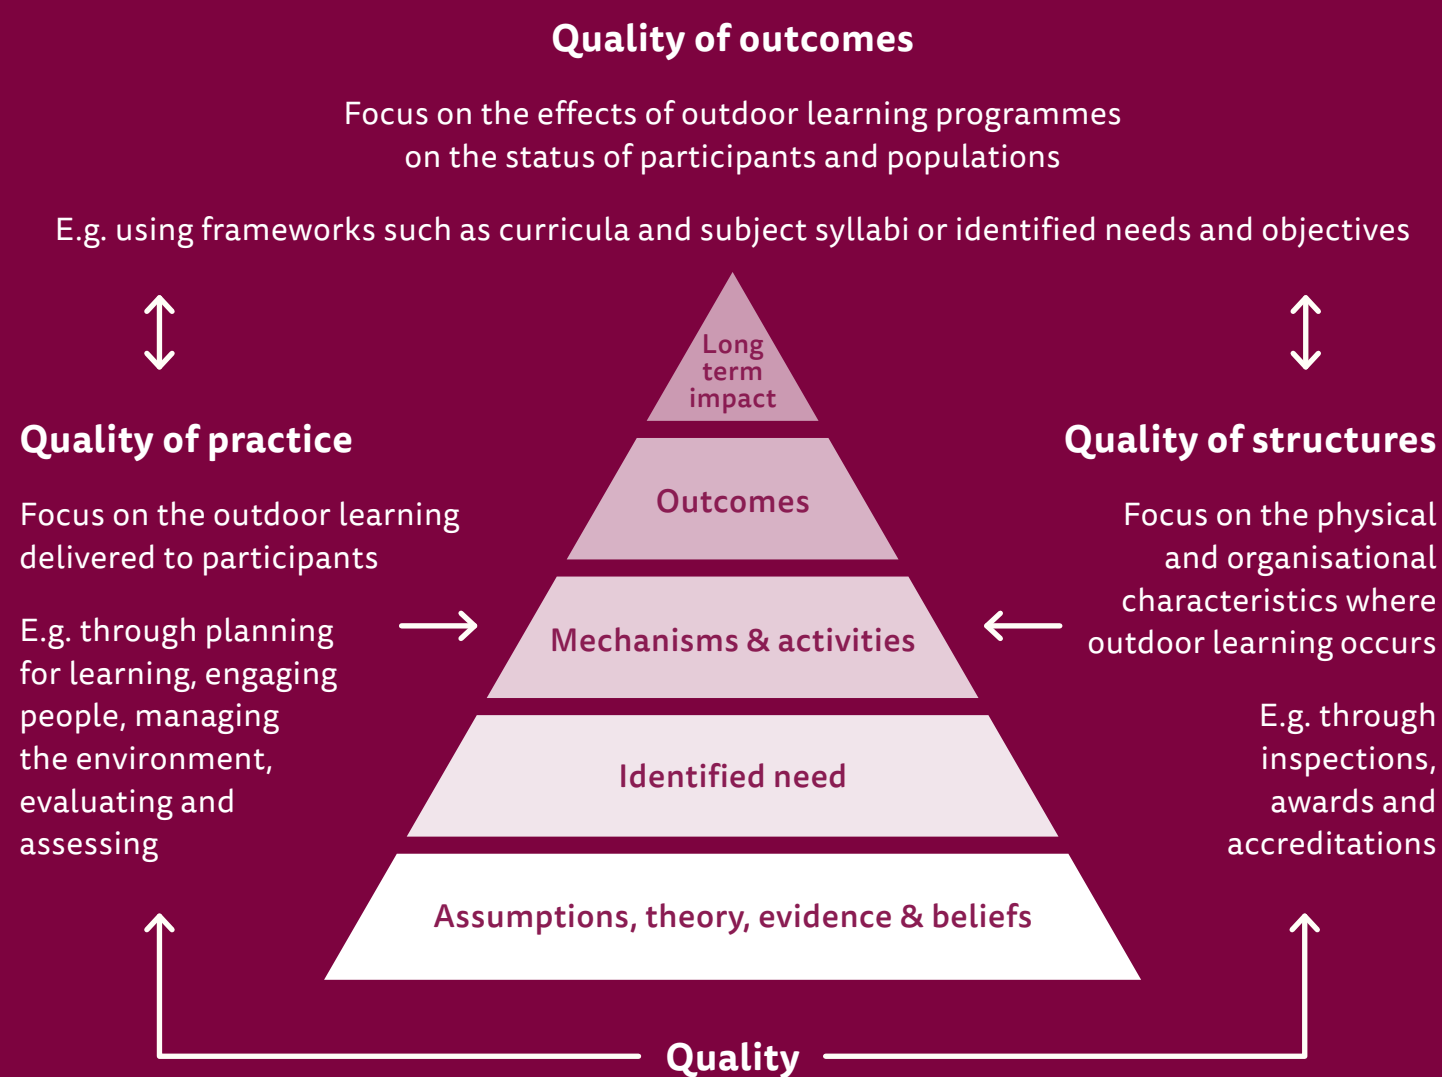 Quality of outcomes
Focus on the effects of outdoor learning programmes
on the status of participants and populations
E.g. using frameworks such as curricula and subject syllabi or identified needs and objectives
Long
term
impact
Outcomes
Mechanisms & activities
Identified need
Assumptions, theory, evidence & beliefs
Quality of practice
Focus on the outdoor learning
delivered to participants
E.g. through planning
for learning, engaging
people, managing
the environment,
evaluating and
assessing
Quality of structures
Focus on the physical
and organisational
characteristics where
outdoor learning occurs
E.g. through
inspections,
awards and
accreditations
Quality